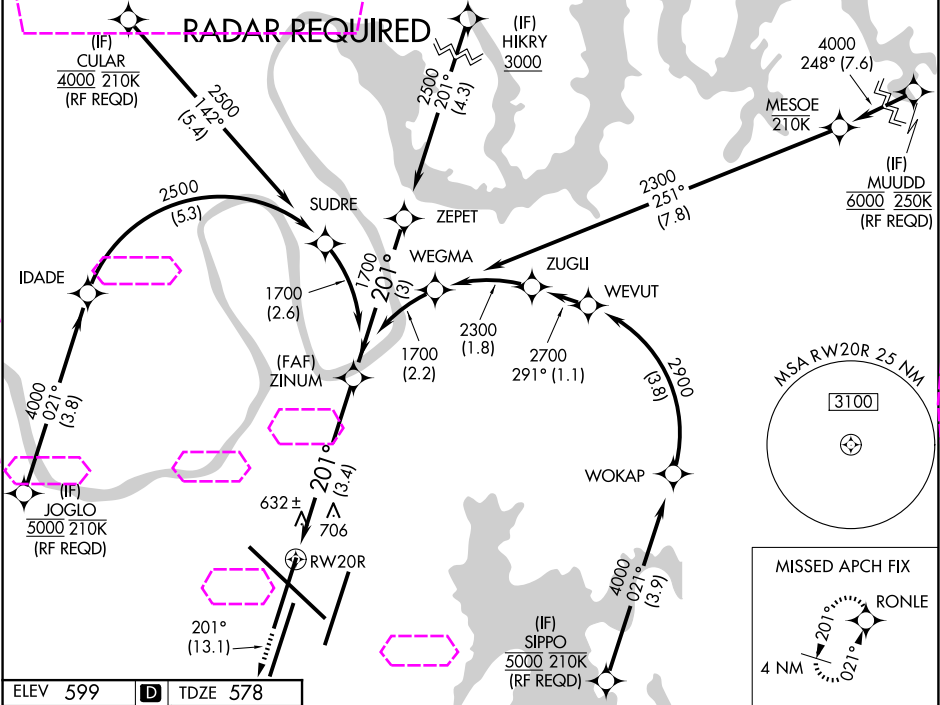 RADAR REQUIRED
(IF)
CULAR
4000 210K
(RF REQD)
2500
142°
(5.4)
(IF)
HIKRY
3000
2500
201°
(4.3)
4000
248° (7.6)
MESOE
210K
(IF)
MUUDD
6000 250K
(RF REQD)
2300
251°
(7.8)
2500
(5.3)
SUDRE
ZEPET
IDADE
1700
(2.6)
1700
201°
(3)
WEGMA
ZUGLI
WEVUT
2300
(1.8)
1700
(2.2)
2700
291° (1.1)
2900
(3.8)
(FAF)
ZINUM
4000
021°
(3.8)
(IF)
JOGLO
5000 210K
(RF REQD)
201°
(3.4)
632 ±
706
RW20R
201°
(13.1)
WOKAP
4000
021°
(3.9)
(IF)
SIPPO
5000 210K
(RF REQD)
MSA RW20R 25 NM
3100
MISSED APCH FIX
RONLE
201°
021°
4 NM
ELEV 599 D TDZE 578